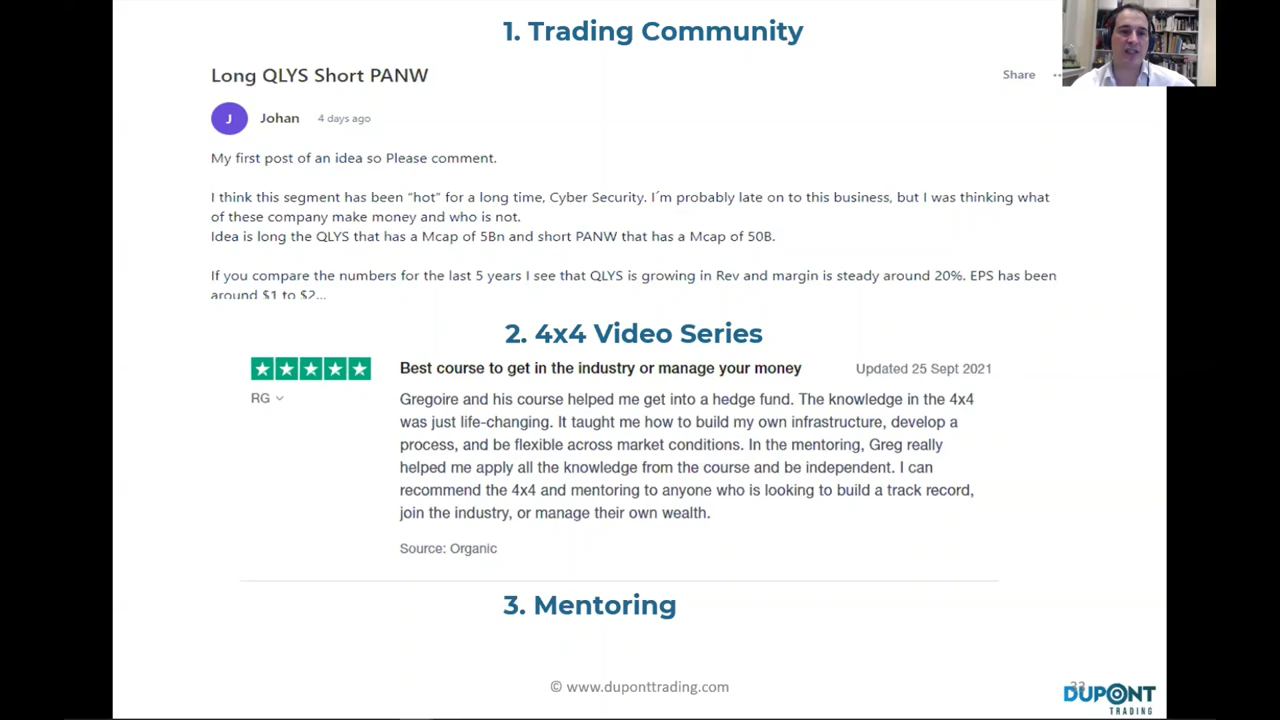 1. Trading Community
Long QLYS Short PANW
Share
J
Johan
4 days ago
My first post of an idea so Please comment.
I think this segment has been “hot” for a long time, Cyber Security. I´m probably late on to this business, but I was thinking what
of these company make money and who is not.
Idea is long the QLYS that has a Mcap of 5Bn and short PANW that has a Mcap of 50B.
If you compare the numbers for the last 5 years I see that QLYS is growing in Rev and margin is steady around 20%. EPS has been
around $1 to $2...
2. 4x4 Video Series
Best course to get in the industry or manage your money
Updated 25 Sept 2021
RG
Gregoire and his course helped me get into a hedge fund. The knowledge in the 4x4
was just life-changing. It taught me how to build my own infrastructure, develop a
process, and be flexible across market conditions. In the mentoring, Greg really
helped me apply all the knowledge from the course and be independent. I can
recommend the 4x4 and mentoring to anyone who is looking to build a track record,
join the industry, or manage their own wealth.
Source: Organic
3. Mentoring
© www.duponttrading.com
DUPONT
TRADING